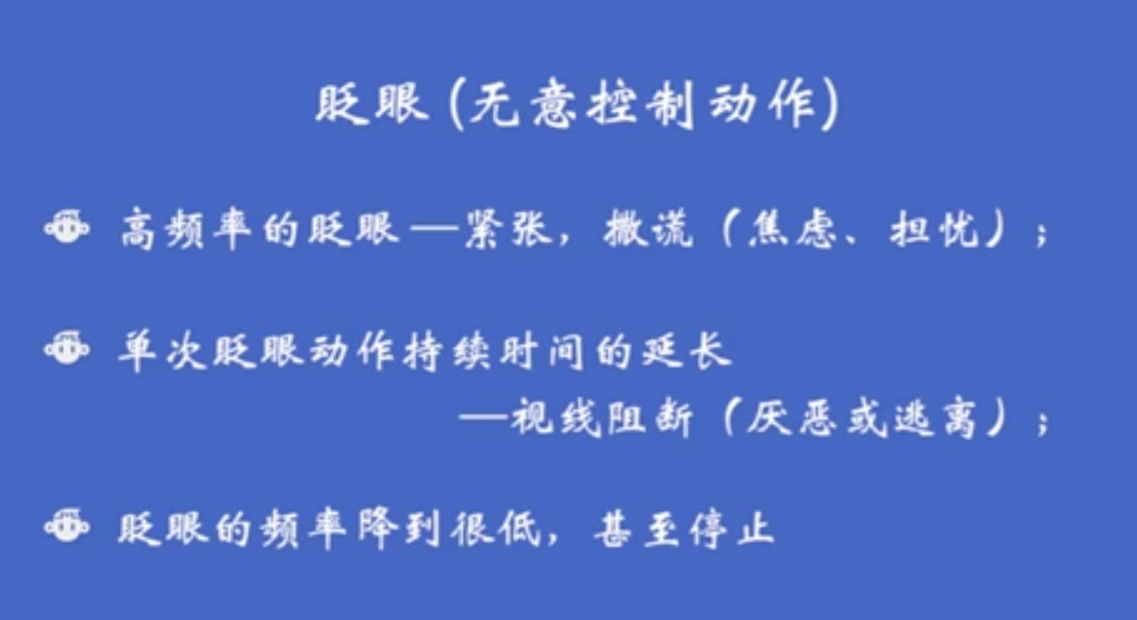 眨眼(无意控制动作)
高频率的眨眼—紧张，撒谎（焦虑、担忧）；
单次眨眼动作持续时间的延长
—视线阻断（厌恶或逃离）；
眨眼的频率降到很低，甚至停止